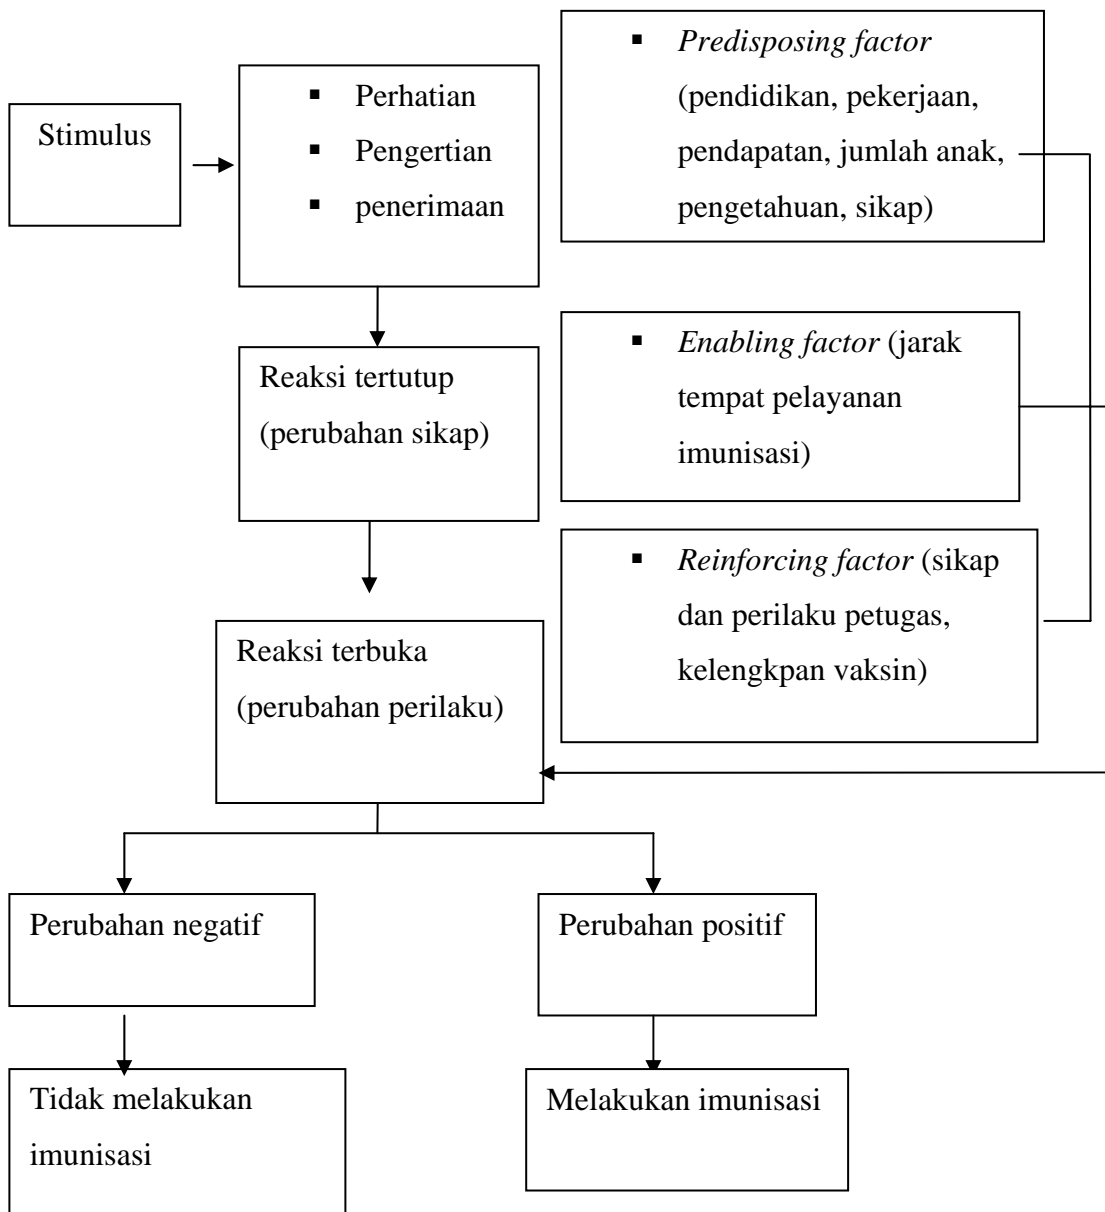 Stimulus
▪ Perhatian
▪ Pengertian
▪ penerimaan
▪ Predisposing factor
(pendidikan, pekerjaan,
pendapatan, jumlah anak,
pengetahuan, sikap)
Reaksi tertutup
(perubahan sikap)
▪ Enabling factor (jarak
tempat pelayanan
imunisasi)
▪ Reinforcing factor (sikap
dan perilaku petugas,
kelengkpan vaksin)
Reaksi terbuka
(perubahan perilaku)
Perubahan negatif
Perubahan positif
Tidak melakukan
imunisasi
Melakukan imunisasi